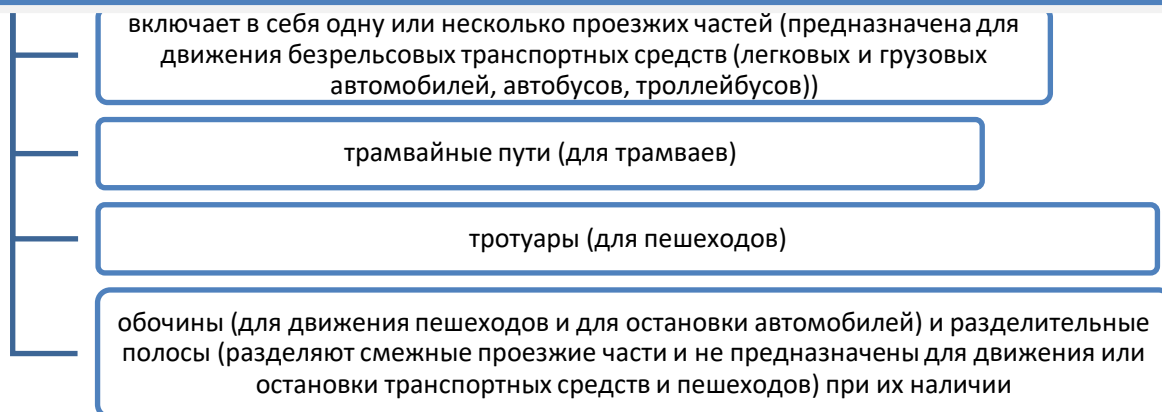 включает в себя одну или несколько проезжих частей (предназначена для
движения безрельсовых транспортных средств (легковых и грузовых
автомобилей, автобусов, троллейбусов))
трамвайные пути (для трамваев)
тротуары (для пешеходов)
обочины (для движения пешеходов и для остановки автомобилей) и разделительные
полосы (разделяют смежные проезжие части и не предназначены для движения или
остановки транспортных средств и пешеходов) при их наличии